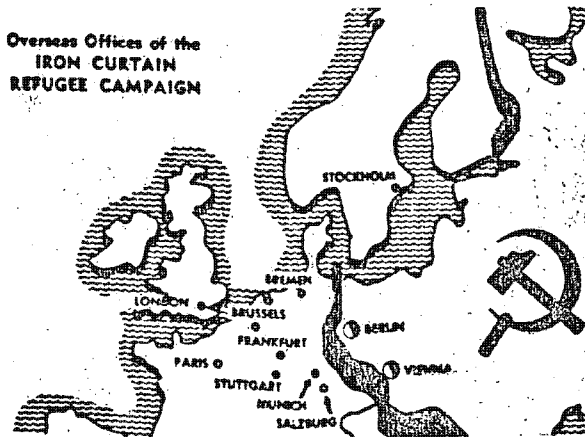 Overseas Offices of the
IRON CURTAIN
REFUGEE CAMPAIGN
STOCKHOLM
BREMEN
LONDON
BRUSSELS
BERLIN
FRANKFURT
PARIS
VIENNA
STUTTGART
MUNICH
SALZBURG